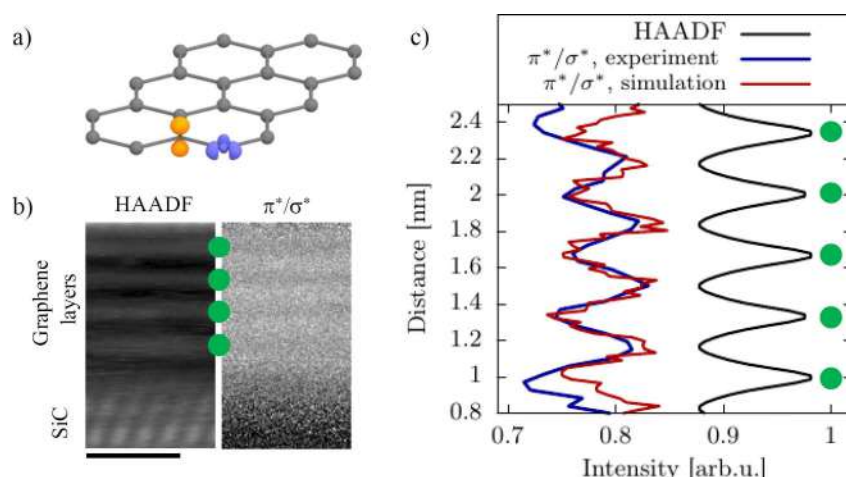 a)
b)
HAADF
π*/σ*
Graphene
layers
SiC
c)
HAADF
π*/σ*, experiment
π*/σ*, simulation
Distance [nm]
2.4
2.2
2
1.8
1.6
1.4
1.2
1
0.8
0.7
0.8
0.9
1
Intensity [arb.u.]